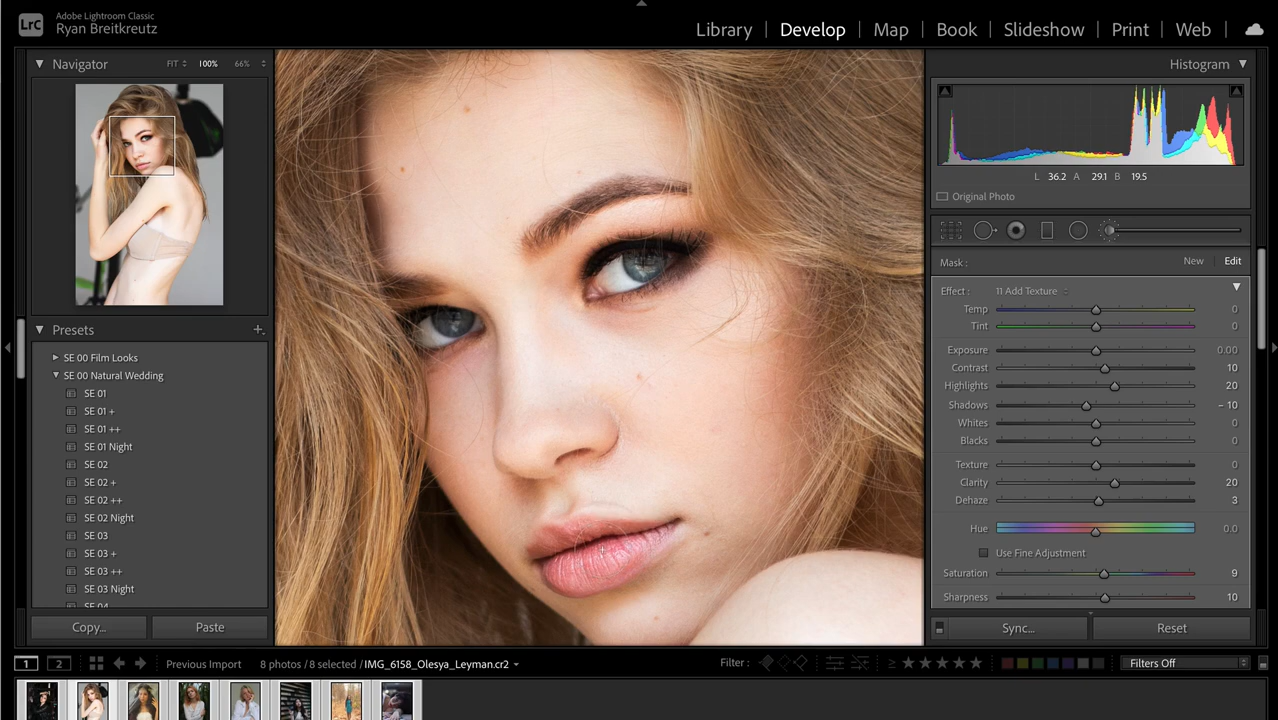 LrC
Adobe Lightroom Classic
Ryan Breitkreutz
Library | Develop | Map | Book | Slideshow | Print | Web
Navigator
FIT
100%
66%
Presets
SE 00 Film Looks
SE 00 Natural Wedding
SE 01
SE 01 +
SE 01 ++
SE 01 Night
SE 02
SE 02 +
SE 02 ++
SE 02 Night
SE 03
SE 03 +
SE 03 ++
SE 03 Night
SE 04
Copy...
Paste
Histogram
L 36.2 A 29.1 B 19.5
Original Photo
Mask :
New
Edit
Effect : 11 Add Texture
Temp 0
Tint 0
Exposure 0.00
Contrast 10
Highlights 20
Shadows – 10
Whites 0
Blacks 0
Texture 0
Clarity 20
Dehaze 3
Hue 0.0
Use Fine Adjustment
Saturation 9
Sharpness 10
Sync...
Reset
1
2
Previous Import
8 photos / 8 selected / IMG_6158_Olesya_Leyman.cr2
Filter :
≥ ★ ★ ★ ★ ★
Filters Off